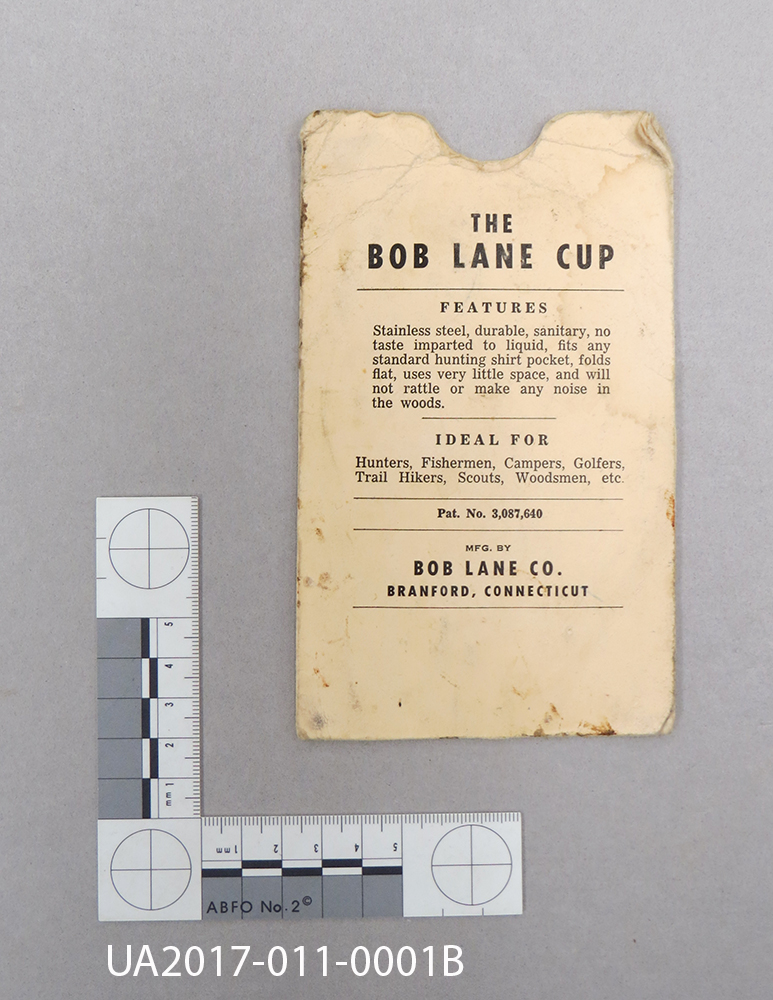 THE
BOB LANE CUP
FEATURES
Stainless steel, durable, sanitary, no
taste imparted to liquid, fits any
standard hunting shirt pocket, folds
flat, uses very little space, and will
not rattle or make any noise in
the woods.
IDEAL FOR
Hunters, Fishermen, Campers, Golfers,
Trail Hikers, Scouts, Woodsmen, etc.
Pat. No. 3,087,640
MFG. BY
BOB LANE CO.
BRANFORD, CONNECTICUT
5
4
3
2
mm 1
mm 1 2 3 4 5
ABFO No. 2©
UA2017-011-0001B